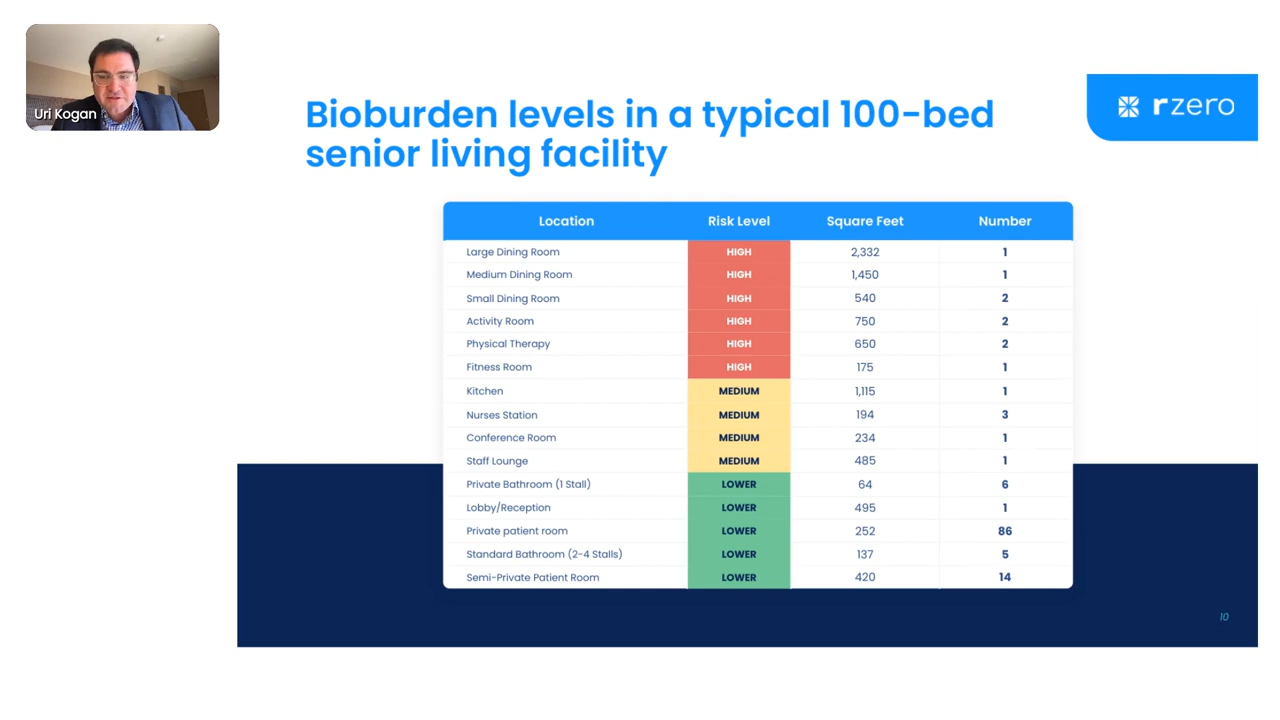 Uri Kogan
Bioburden levels in a typical 100-bed
senior living facility
rzero
Location Risk Level Square Feet Number
Large Dining Room HIGH 2,332 1
Medium Dining Room HIGH 1,450 1
Small Dining Room HIGH 540 2
Activity Room HIGH 750 2
Physical Therapy HIGH 650 2
Fitness Room HIGH 175 1
Kitchen MEDIUM 1,115 1
Nurses Station MEDIUM 194 3
Conference Room MEDIUM 234 1
Staff Lounge MEDIUM 485 1
Private Bathroom (1 Stall) LOWER 64 6
Lobby/Reception LOWER 495 1
Private patient room LOWER 252 86
Standard Bathroom (2-4 Stalls) LOWER 137 5
Semi-Private Patient Room LOWER 420 14
10